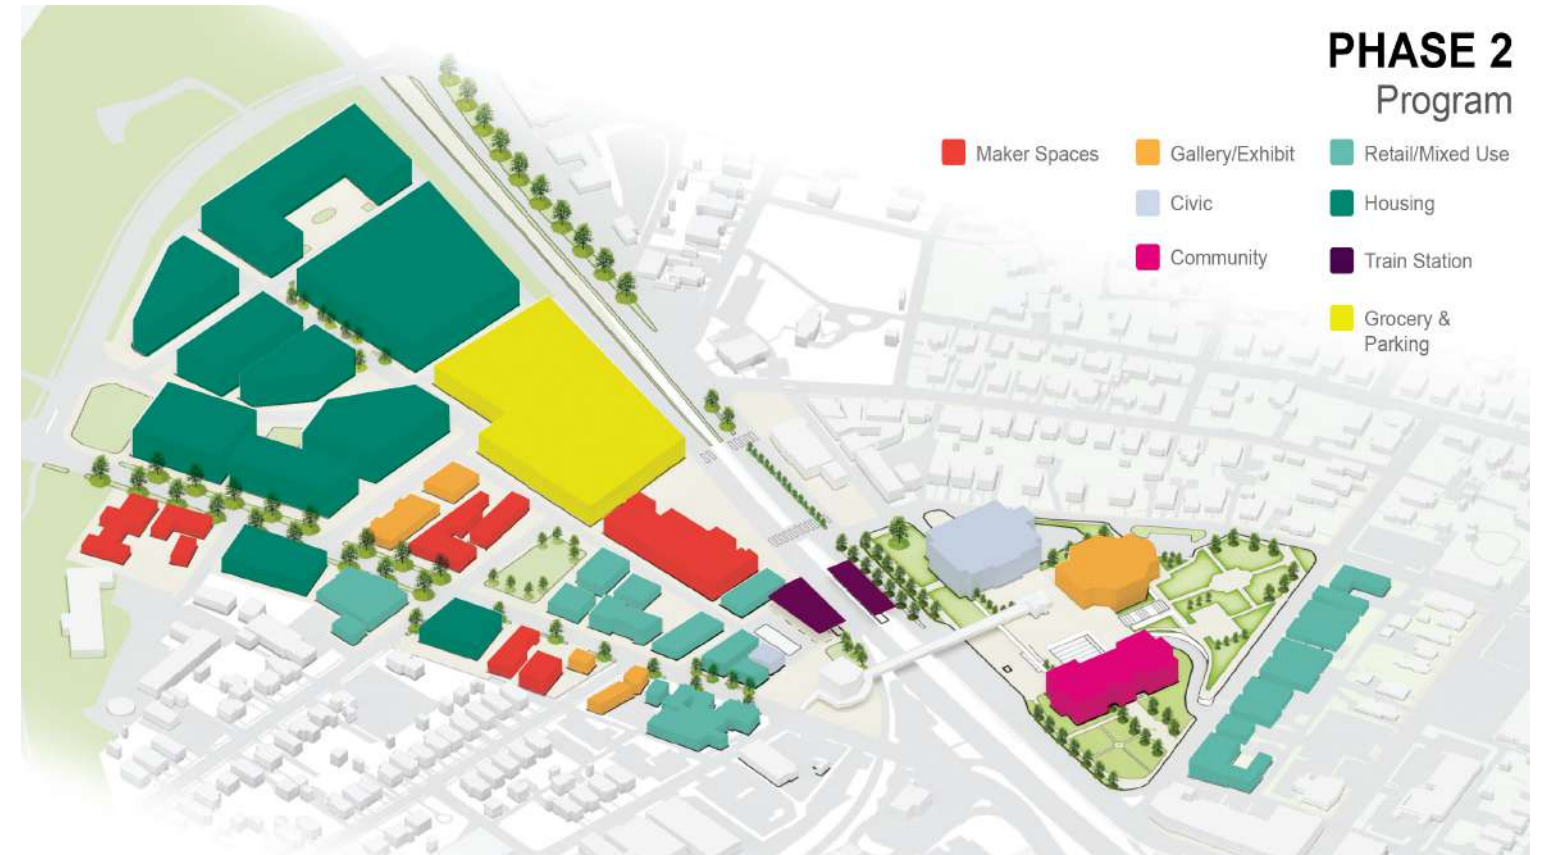 PHASE 2
Program
Maker Spaces
Gallery/Exhibit
Retail/Mixed Use
Civic
Housing
Community
Train Station
Grocery &
Parking